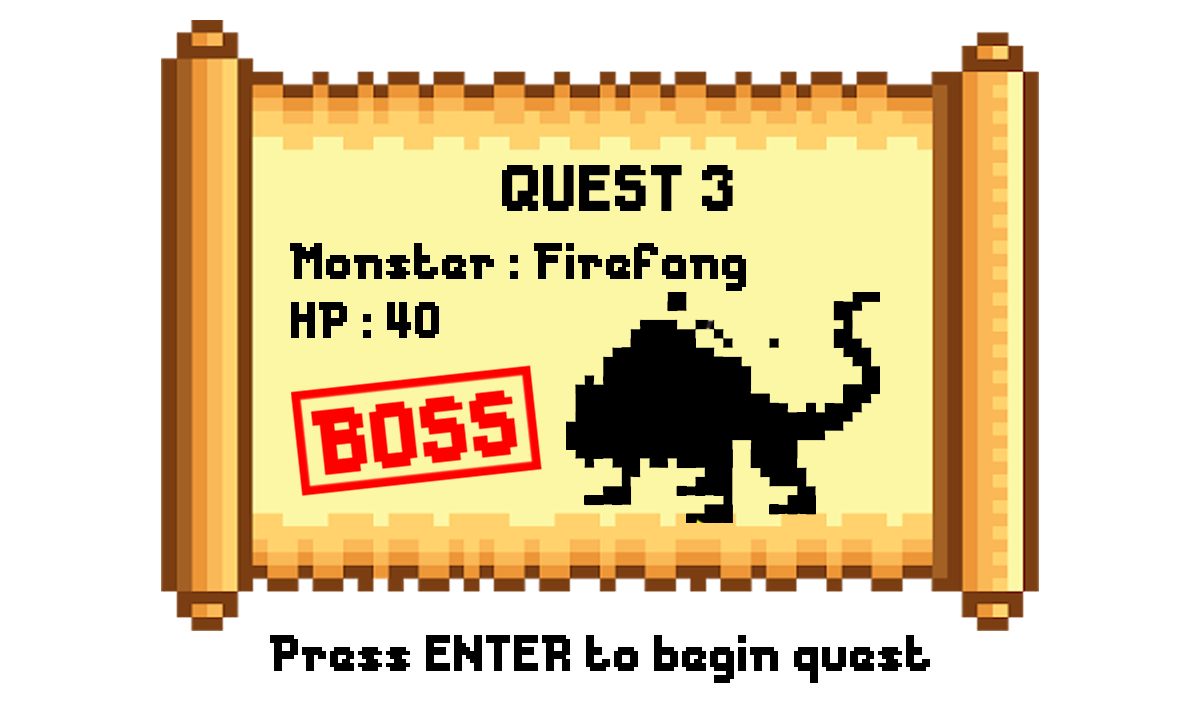 QUEST 3
Monster : Firefang
HP : 40
BOSS
Press ENTER to begin quest